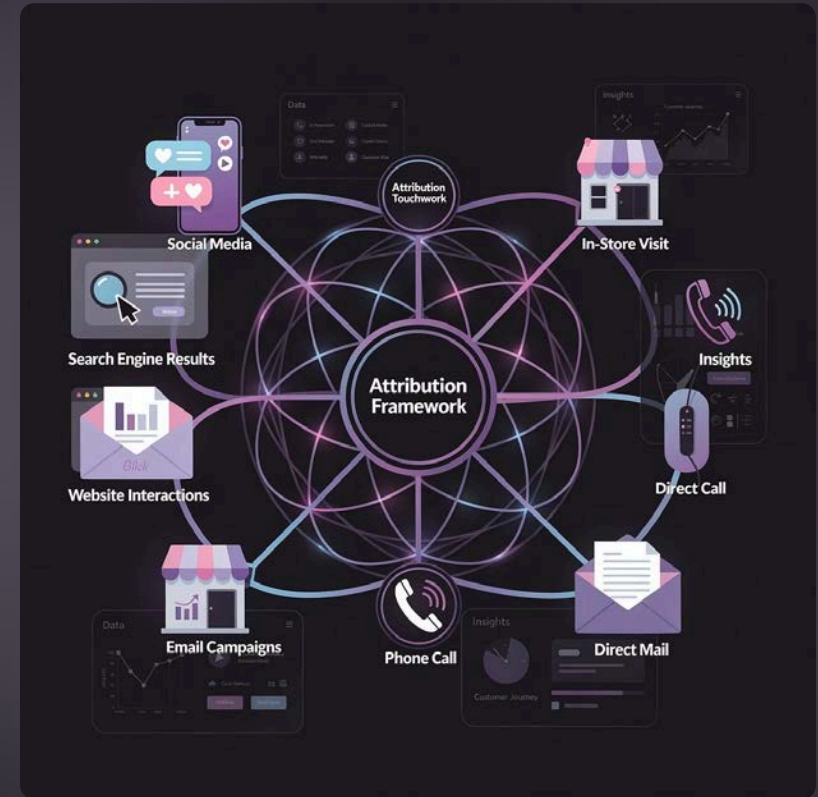 Data
Insights
Attribution
Touchwork
Social Media
In-Store Visit
Search Engine Results
Insights
Attribution
Framework
Website Interactions
Direct Call
Email Campaigns
Phone Call
Direct Mail
Data
Insights
Customer Journey